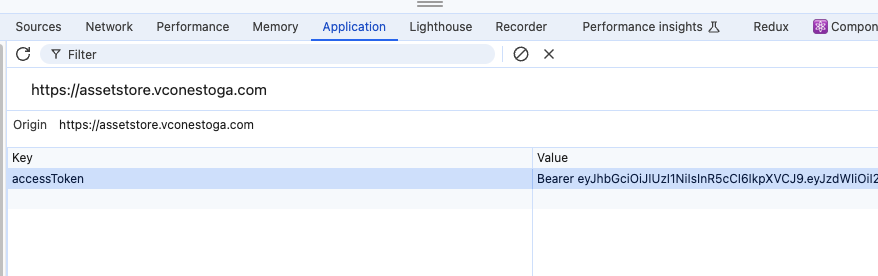 Sources Network Performance Memory Application Lighthouse Recorder Performance insights Redux Compon
Filter
https://assetstore.vconestoga.com
Origin https://assetstore.vconestoga.com
Key Value
accessToken Bearer eyJhbGciOiJIUzI1NiIsInR5cCI6IkpXVCJ9.eyJzdWIiOiI2